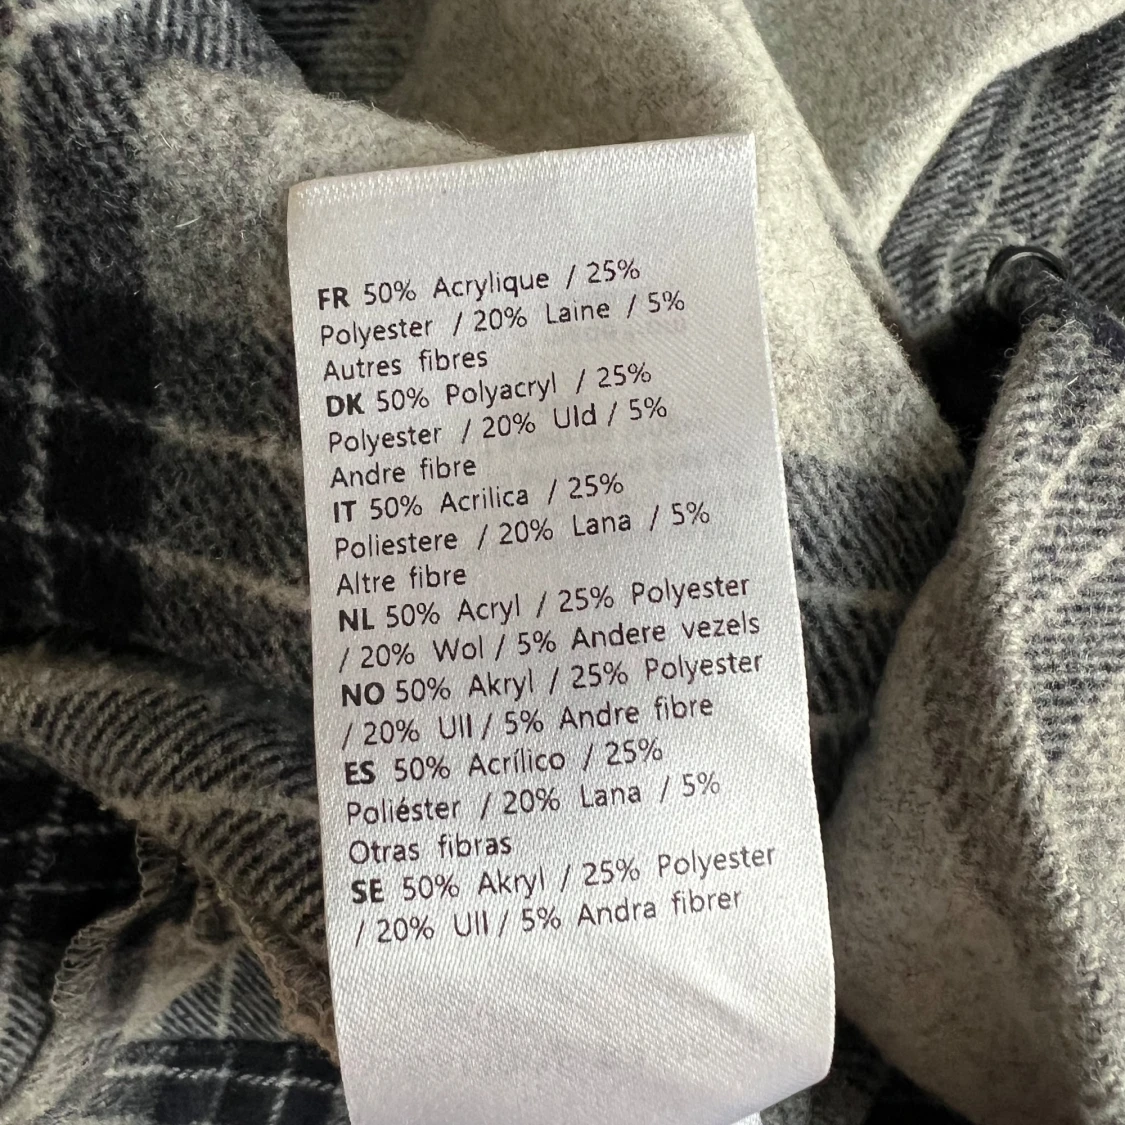 FR 50% Acrylique / 25%
Polyester / 20% Laine / 5%
Autres fibres
DK 50% Polyacryl / 25%
Polyester / 20% Uld / 5%
Andre fibre
IT 50% Acrilica / 25%
Poliestere / 20% Lana / 5%
Altre fibre
NL 50% Acryl / 25% Polyester
/ 20% Wol / 5% Andere vezels
NO 50% Akryl / 25% Polyester
/ 20% Ull / 5% Andre fibre
ES 50% Acrílico / 25%
Poliéster / 20% Lana / 5%
Otras fibras
SE 50% Akryl / 25% Polyester
/ 20% Ull / 5% Andra fibrer